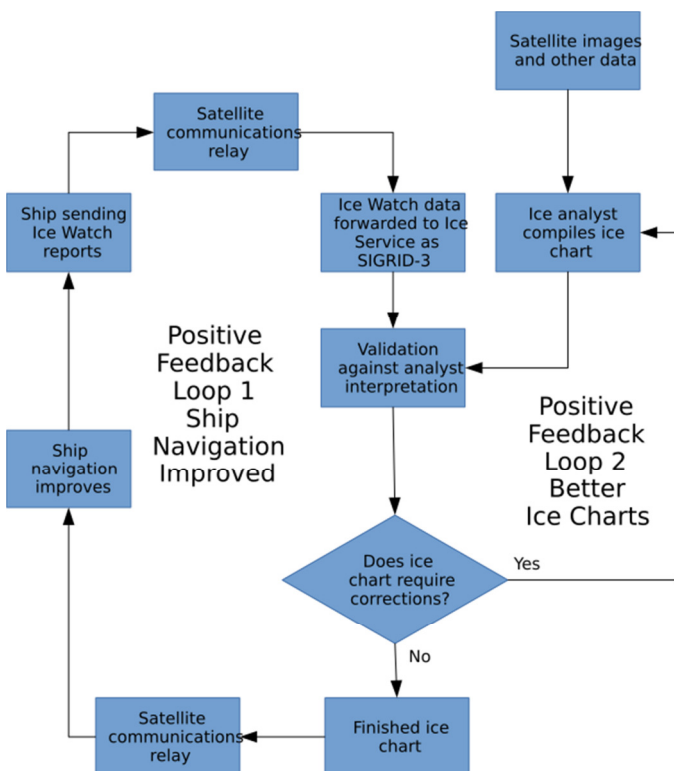 Satellite images
and other data
Satellite
communications
relay
Ship sending
Ice Watch
reports
Ice Watch data
forwarded to Ice
Service as
SIGRID-3
Ice analyst
compiles ice
chart
Positive
Feedback
Loop 1
Ship
Navigation
Improved
Validation
against analyst
interpretation
Positive
Feedback
Loop 2
Better
Ice Charts
Ship
navigation
improves
Does ice
chart require
corrections?
Yes
No
Satellite
communications
relay
Finished ice
chart